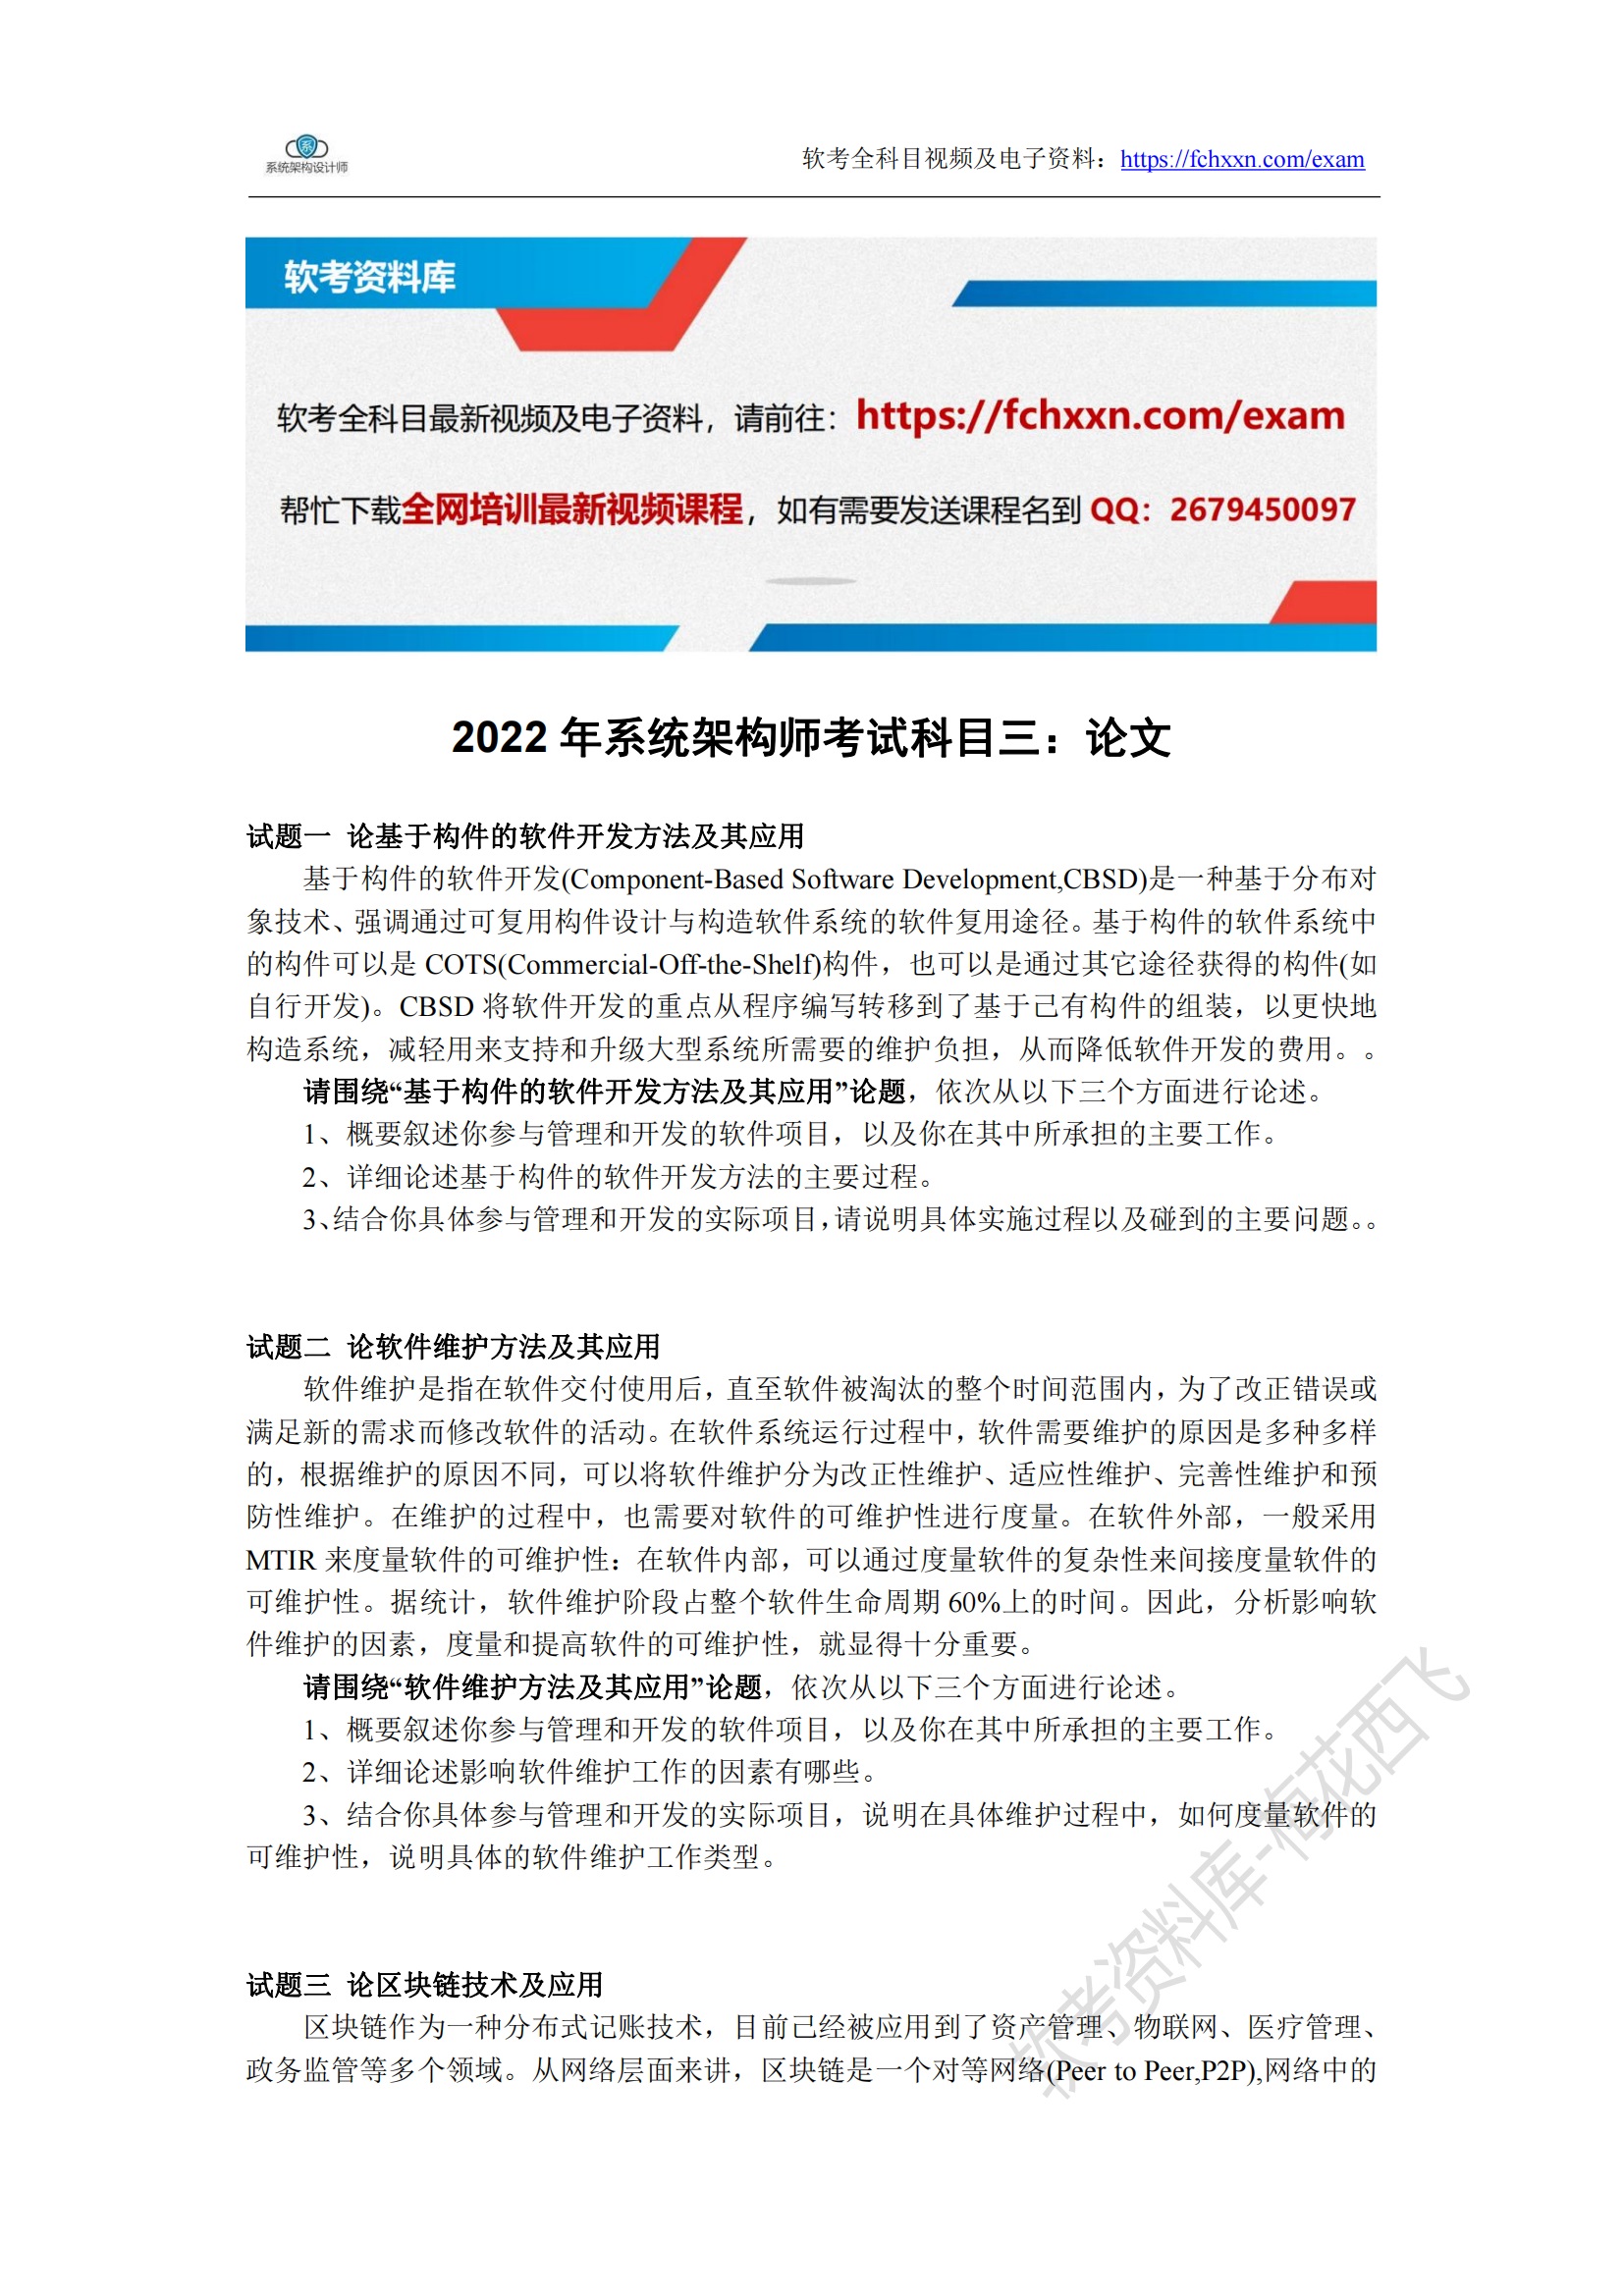 系
系统架构设计师
软考全科目视频及电子资料：https://fchxxn.com/exam
软考资料库
软考全科目最新视频及电子资料，请前往：https://fchxxn.com/exam
帮忙下载全网培训最新视频课程，如有需要发送课程名到 QQ：2679450097
2022 年系统架构师考试科目三：论文
试题一 论基于构件的软件开发方法及其应用
基于构件的软件开发(Component-Based Software Development,CBSD)是一种基于分布对
象技术、强调通过可复用构件设计与构造软件系统的软件复用途径。基于构件的软件系统中
的构件可以是 COTS(Commercial-Off-the-Shelf)构件，也可以是通过其它途径获得的构件(如
自行开发)。CBSD 将软件开发的重点从程序编写转移到了基于己有构件的组装，以更快地
构造系统，减轻用来支持和升级大型系统所需要的维护负担，从而降低软件开发的费用。。
请围绕“基于构件的软件开发方法及其应用”论题，依次从以下三个方面进行论述。
1、概要叙述你参与管理和开发的软件项目，以及你在其中所承担的主要工作。
2、详细论述基于构件的软件开发方法的主要过程。
3、结合你具体参与管理和开发的实际项目，请说明具体实施过程以及碰到的主要问题。。
试题二 论软件维护方法及其应用
软件维护是指在软件交付使用后，直至软件被淘汰的整个时间范围内，为了改正错误或
满足新的需求而修改软件的活动。在软件系统运行过程中，软件需要维护的原因是多种多样
的，根据维护的原因不同，可以将软件维护分为改正性维护、适应性维护、完善性维护和预
防性维护。在维护的过程中，也需要对软件的可维护性进行度量。在软件外部，一般采用
MTIR 来度量软件的可维护性：在软件内部，可以通过度量软件的复杂性来间接度量软件的
可维护性。据统计，软件维护阶段占整个软件生命周期 60%上的时间。因此，分析影响软
件维护的因素，度量和提高软件的可维护性，就显得十分重要。
请围绕“软件维护方法及其应用”论题，依次从以下三个方面进行论述。
1、概要叙述你参与管理和开发的软件项目，以及你在其中所承担的主要工作。
2、详细论述影响软件维护工作的因素有哪些。
3、结合你具体参与管理和开发的实际项目，说明在具体维护过程中，如何度量软件的
可维护性，说明具体的软件维护工作类型。
试题三 论区块链技术及应用
区块链作为一种分布式记账技术，目前己经被应用到了资产管理、物联网、医疗管理、
政务监管等多个领域。从网络层面来讲，区块链是一个对等网络(Peer to Peer,P2P),网络中的
软考资料库-梅花西飞